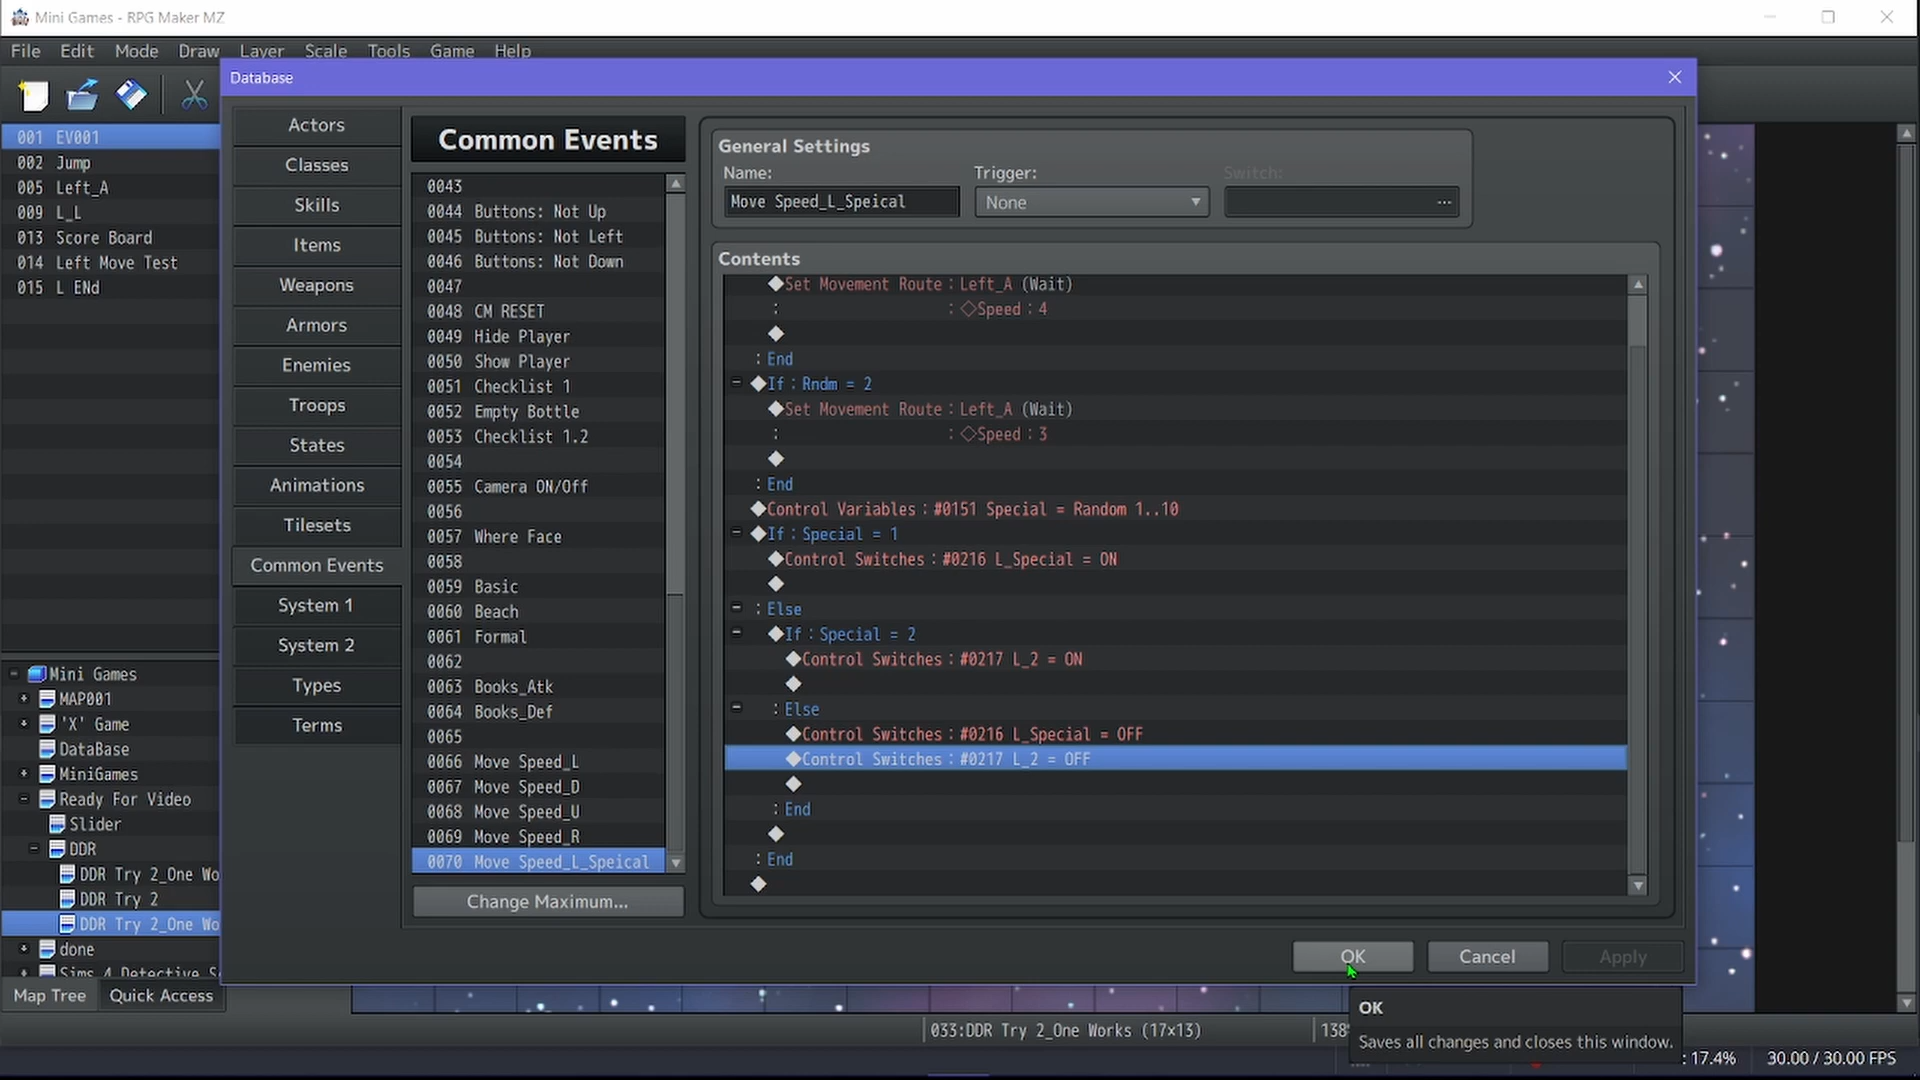 Mini Games - RPG Maker MZ
File Edit Mode Draw Layer Scale Tools Game Help
Database
001 EV001
002 Jump
005 Left_A
009 L_L
013 Score Board
014 Left Move Test
015 L ENd
Mini Games
MAP001
'X' Game
DataBase
MiniGames
Ready For Video
Slider
DDR
DDR Try 2_One Wo
DDR Try 2
DDR Try 2_One Wo
done
Sims 4 Detective S
Map Tree Quick Access
Actors
Classes
Skills
Items
Weapons
Armors
Enemies
Troops
States
Animations
Tilesets
Common Events
System 1
System 2
Types
Terms
Common Events
0043
0044 Buttons: Not Up
0045 Buttons: Not Left
0046 Buttons: Not Down
0047
0048 CM RESET
0049 Hide Player
0050 Show Player
0051 Checklist 1
0052 Empty Bottle
0053 Checklist 1.2
0054
0055 Camera ON/Off
0056
0057 Where Face
0058
0059 Basic
0060 Beach
0061 Formal
0062
0063 Books_Atk
0064 Books_Def
0065
0066 Move Speed_L
0067 Move Speed_D
0068 Move Speed_U
0069 Move Speed_R
0070 Move Speed_L_Speical
Change Maximum...
General Settings
Name: Trigger: Switch:
Move Speed_L_Speical None ...
Contents
◆Set Movement Route：Left_A (Wait)
: :◇Speed：4
◆
: End
◆If：Rndm = 2
◆Set Movement Route：Left_A (Wait)
: :◇Speed：3
◆
: End
◆Control Variables：#0151 Special = Random 1..10
◆If：Special = 1
◆Control Switches：#0216 L_Special = ON
◆
: Else
◆If：Special = 2
◆Control Switches：#0217 L_2 = ON
◆
: Else
◆Control Switches：#0216 L_Special = OFF
◆Control Switches：#0217 L_2 = OFF
◆
: End
◆
: End
◆
OK Cancel Apply
OK
Saves all changes and closes this window.
033:DDR Try 2_One Works (17×13)
: 17.4% 30.00 / 30.00 FPS